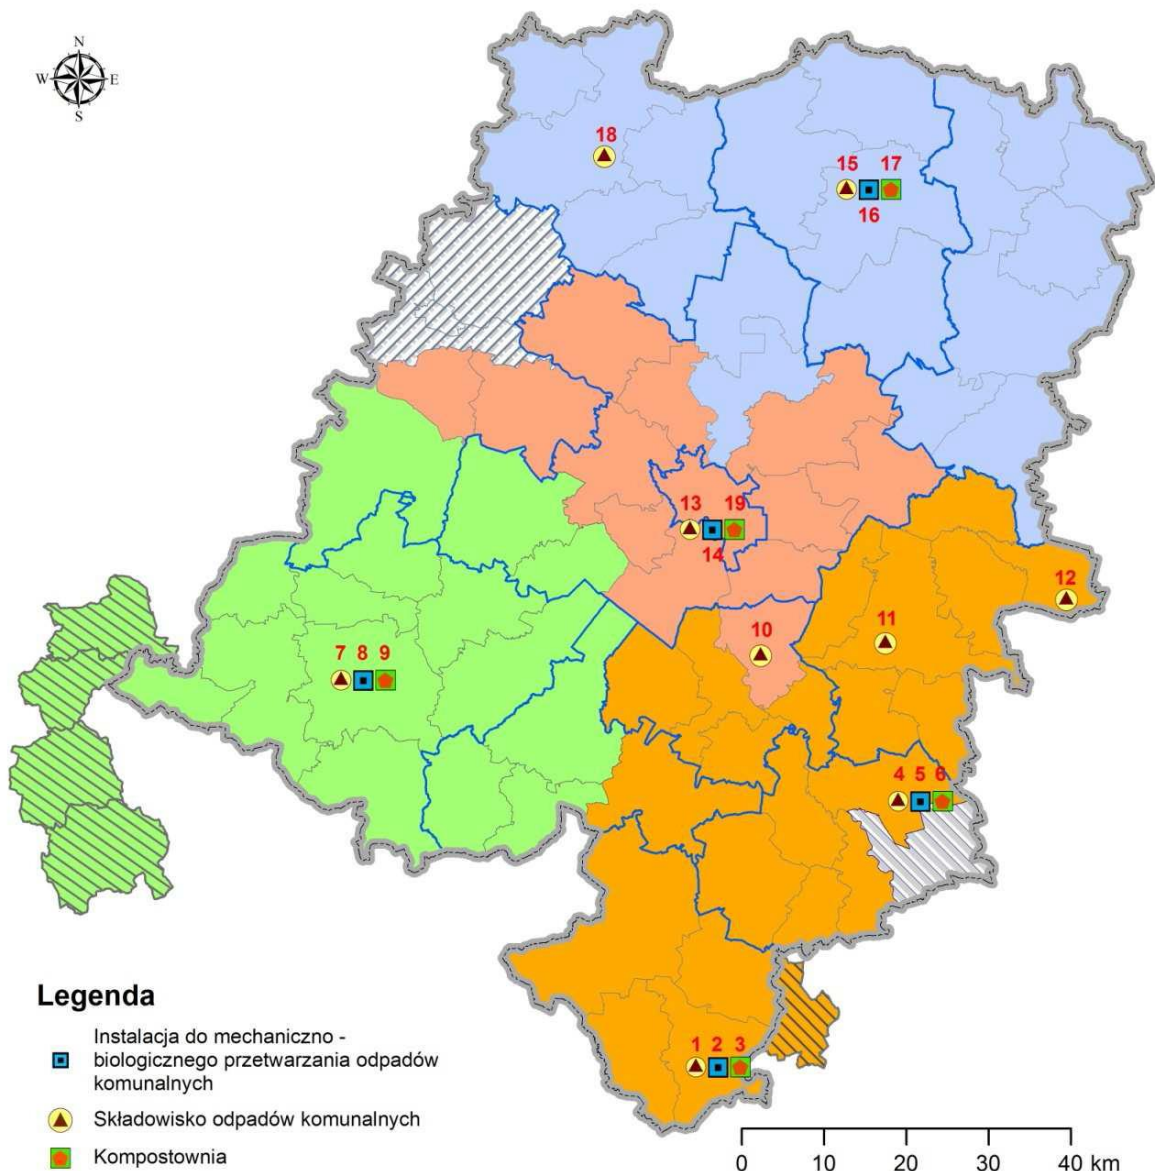 N
W E
S
18
15 17
16
13 19
14
12
11
10
7 8 9
4 5 6
1 2 3
Legenda
Instalacja do mechaniczno -
biologicznego przetwarzania odpadów
komunalnych
Składowisko odpadów komunalnych
Kompostownia
0 10 20 30 40 km